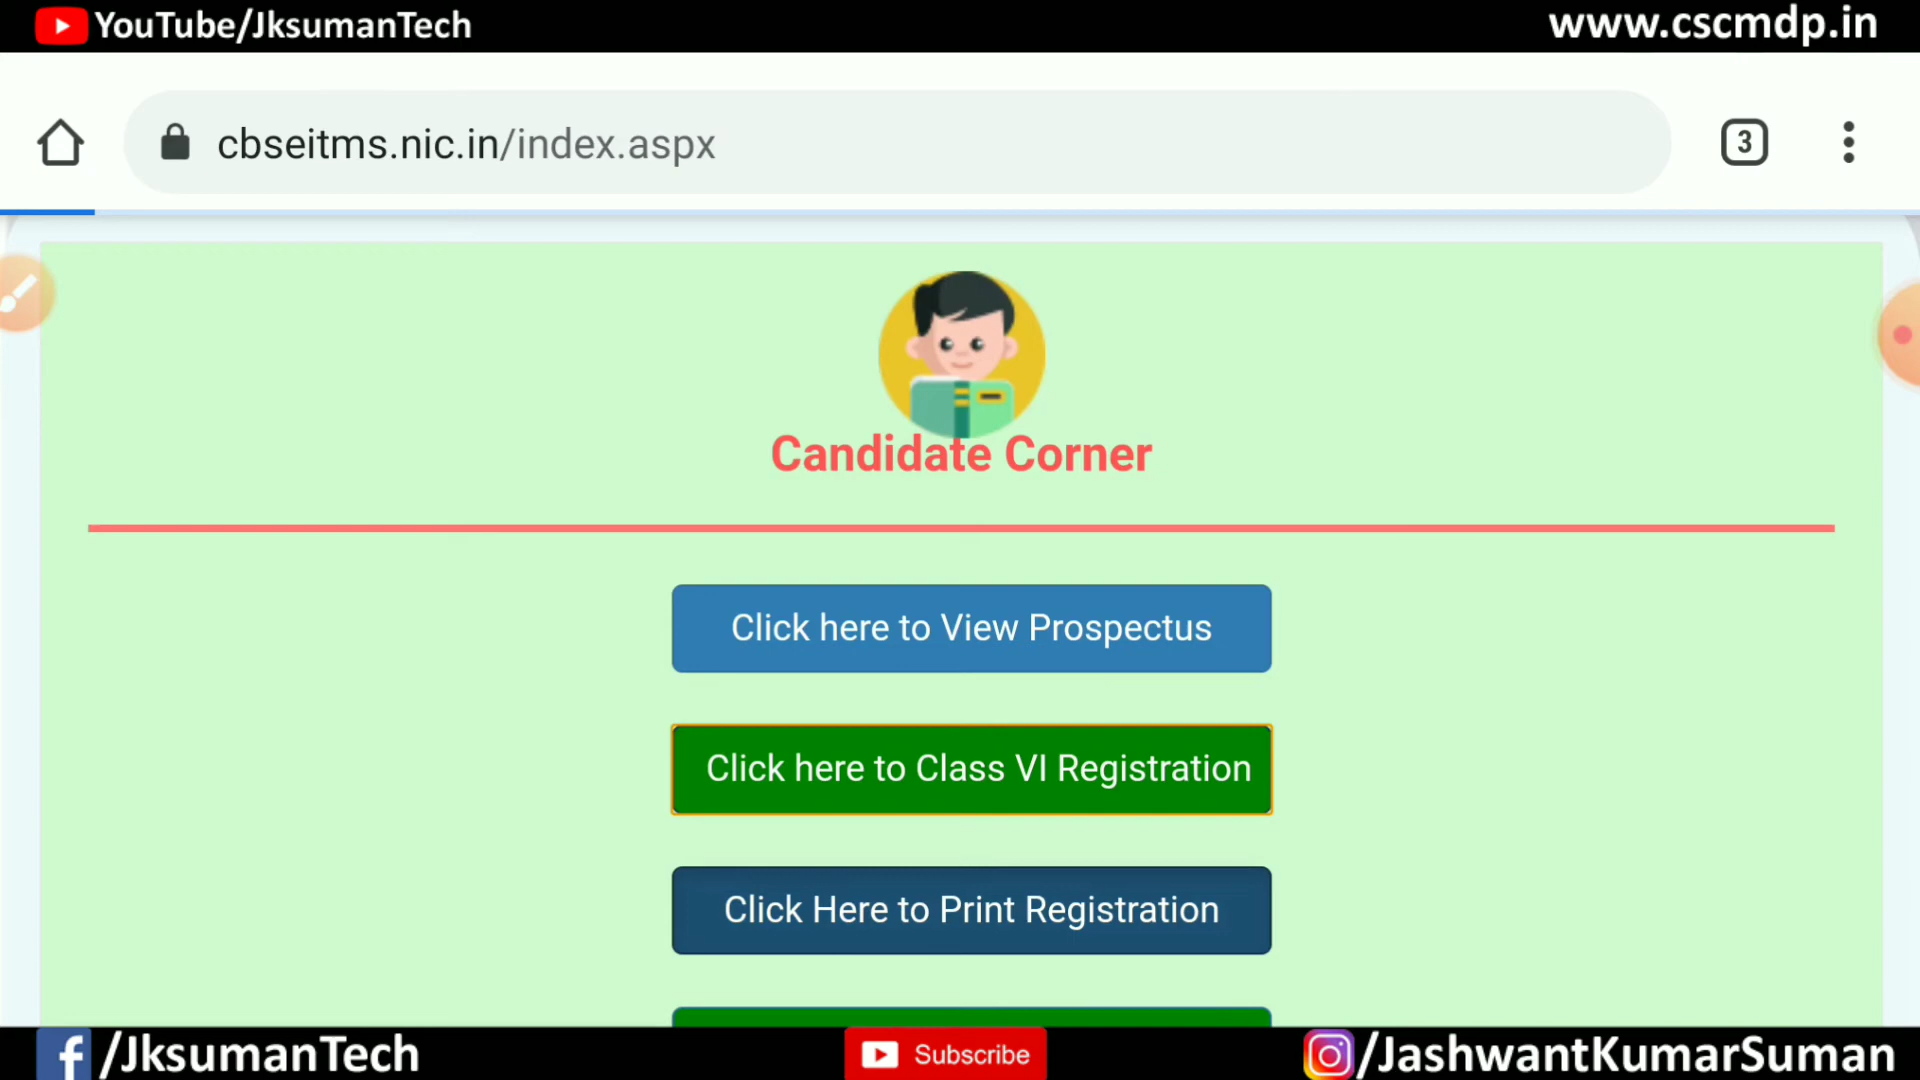 YouTube/JksumanTech
www.cscmdp.in
cbseitms.nic.in/index.aspx
3
Candidate Corner
Click here to View Prospectus
Click here to Class VI Registration
Click Here to Print Registration
f /JksumanTech
Subscribe
/JashwantKumarSuman